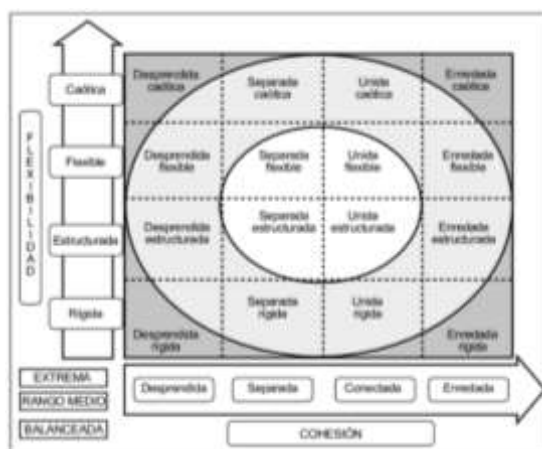 Caótica
Flexible
Estructurada
Rígida
FLEXIBILIDAD
Desprendida caótica
Separada caótica
Unida caótica
Enredada caótica
Desprendida flexible
Separada flexible
Unida flexible
Enredada flexible
Desprendida estructurada
Separada estructurada
Unida estructurada
Enredada estructurada
Desprendida rígida
Separada rígida
Unida rígida
Enredada rígida
EXTREMA
RANGO MEDIO
BALANCEADA
Desprendida
Separada
Conectada
Enredada
COHESIÓN